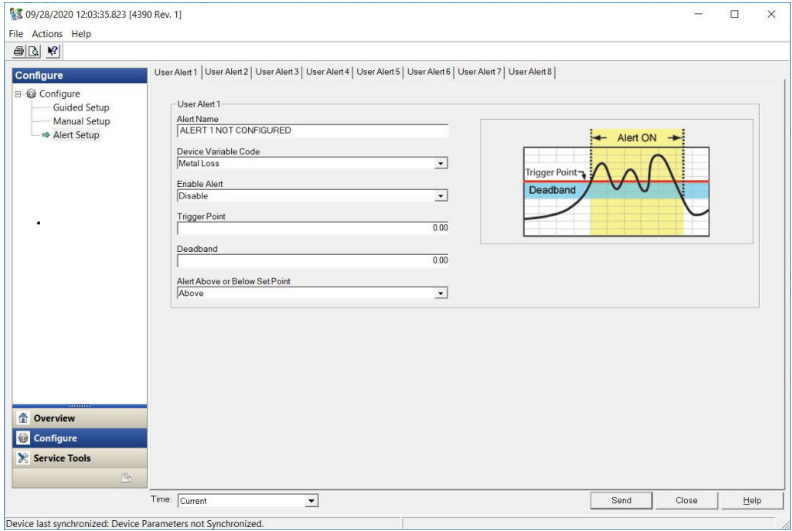 09/28/2020 12:03:35.823 [4390 Rev. 1]
File Actions Help
Configure
Configure
Guided Setup
Manual Setup
Alert Setup
Overview
Configure
Service Tools
User Alert 1 User Alert 2 User Alert 3 User Alert 4 User Alert 5 User Alert 6 User Alert 7 User Alert 8
User Alert 1
Alert Name
ALERT 1 NOT CONFIGURED
Device Variable Code
Metal Loss
Enable Alert
Disable
Trigger Point
0.00
Deadband
0.00
Alert Above or Below Set Point
Above
Alert ON
Trigger Point
Deadband
Time: Current
Send Close Help
Device last synchronized: Device Parameters not Synchronized.